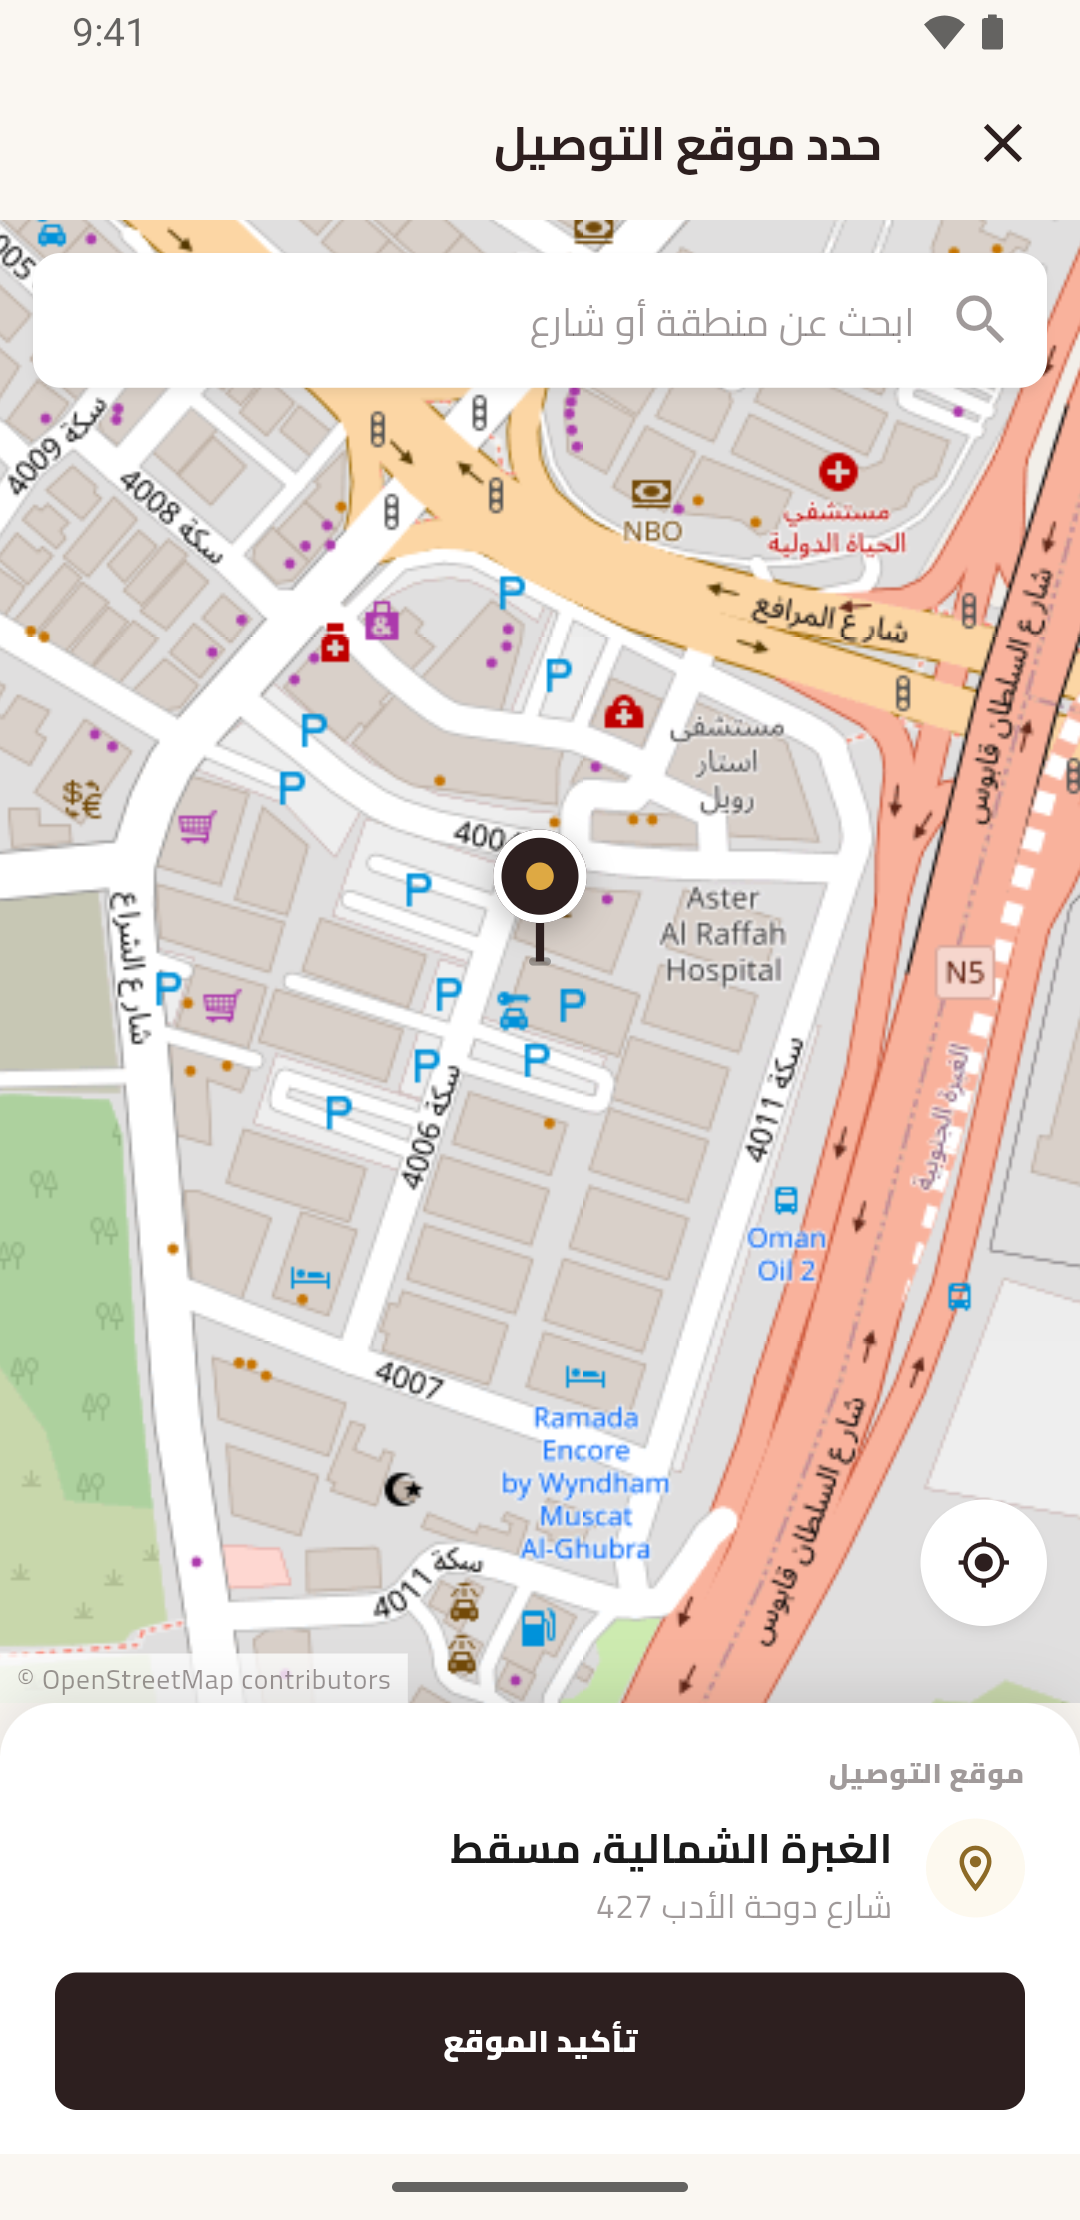 9:41
حدد موقع التوصيل
ابحث عن منطقة أو شارع
سكة 4009
سكة 4008
NBO
مستشفي
الحياة الدولية
شارع المرافع
شارع السلطان قابوس
مستشفى
استار
رويل
Aster
Al Raffah
Hospital
N5
شارع الشراع
سكة 4006
سكة 4011
الغبرة الجنوبية
Oman
Oil 2
4007
Ramada
Encore
by Wyndham
Muscat
Al-Ghubra
شارع السلطان قابوس
سكة 4011
© OpenStreetMap contributors
موقع التوصيل
الغبرة الشمالية، مسقط
شارع دوحة الأدب 427
تأكيد الموقع